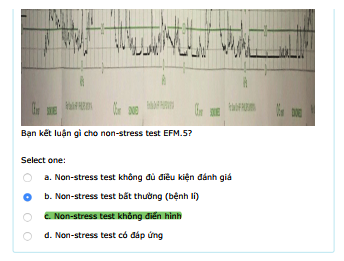 Bạn kết luận gì cho non-stress test EFM.5?
Select one:
a. Non-stress test không đủ điều kiện đánh giá
b. Non-stress test bất thường (bệnh lí)
c. Non-stress test không điển hình
d. Non-stress test có đáp ứng